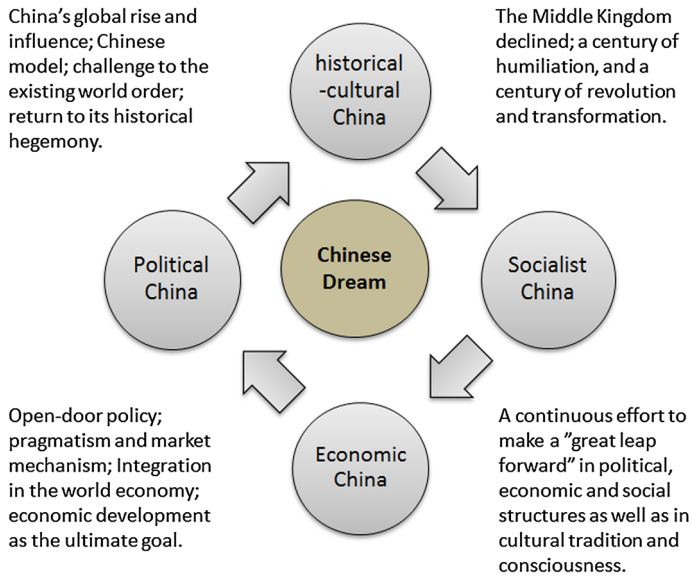 China’s global rise and
influence; Chinese
model; challenge to the
existing world order;
return to its historical
hegemony.
historical
-cultural
China
The Middle Kingdom
declined; a century of
humiliation, and a
century of revolution
and transformation.
Political
China
Chinese
Dream
Socialist
China
Open-door policy;
pragmatism and market
mechanism; Integration
in the world economy;
economic development
as the ultimate goal.
Economic
China
A continuous effort to
make a ”great leap
forward” in political,
economic and social
structures as well as in
cultural tradition and
consciousness.